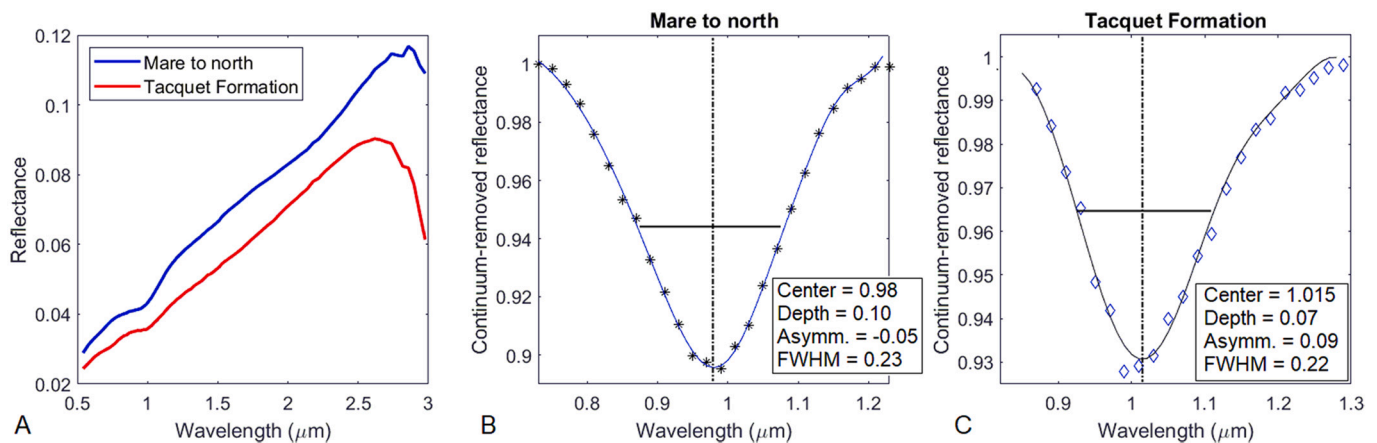 0.12
0.1
0.08
0.06
0.04
0.02
Reflectance
Mare to north
Tacquet Formation
0.5
1
1.5
2
2.5
3
Wavelength (μm)
A
Mare to north
1
0.98
0.96
0.94
0.92
0.9
Continuum-removed reflectance
Center = 0.98
Depth = 0.10
Asymm. = -0.05
FWHM = 0.23
0.8
0.9
1
1.1
1.2
Wavelength (μm)
B
Tacquet Formation
1
0.99
0.98
0.97
0.96
0.95
0.94
0.93
Continuum-removed reflectance
Center = 1.015
Depth = 0.07
Asymm. = 0.09
FWHM = 0.22
0.9
1
1.1
1.2
1.3
Wavelength (μm)
C